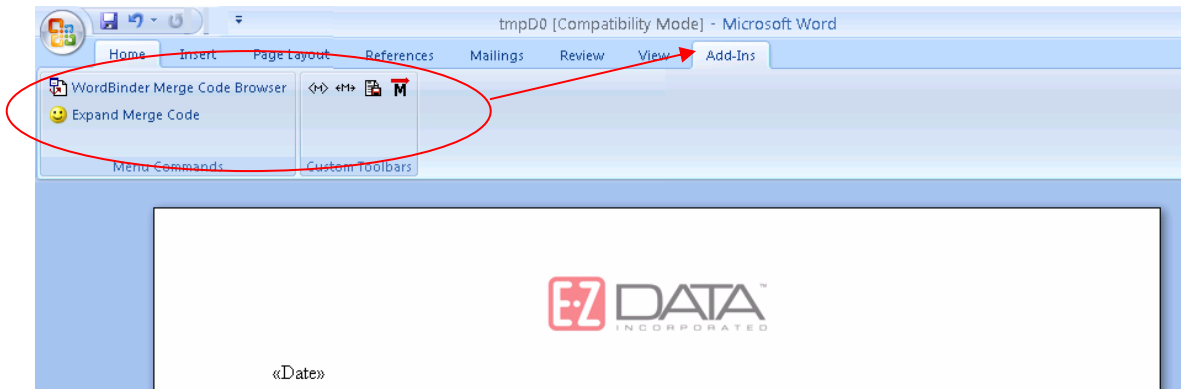 tmpD0 [Compatibility Mode] - Microsoft Word
Home Insert Page Layout References Mailings Review View Add-Ins
WordBinder Merge Code Browser
Expand Merge Code
Menu Commands Custom Toolbars
E-Z DATA™
INCORPORATED
«Date»